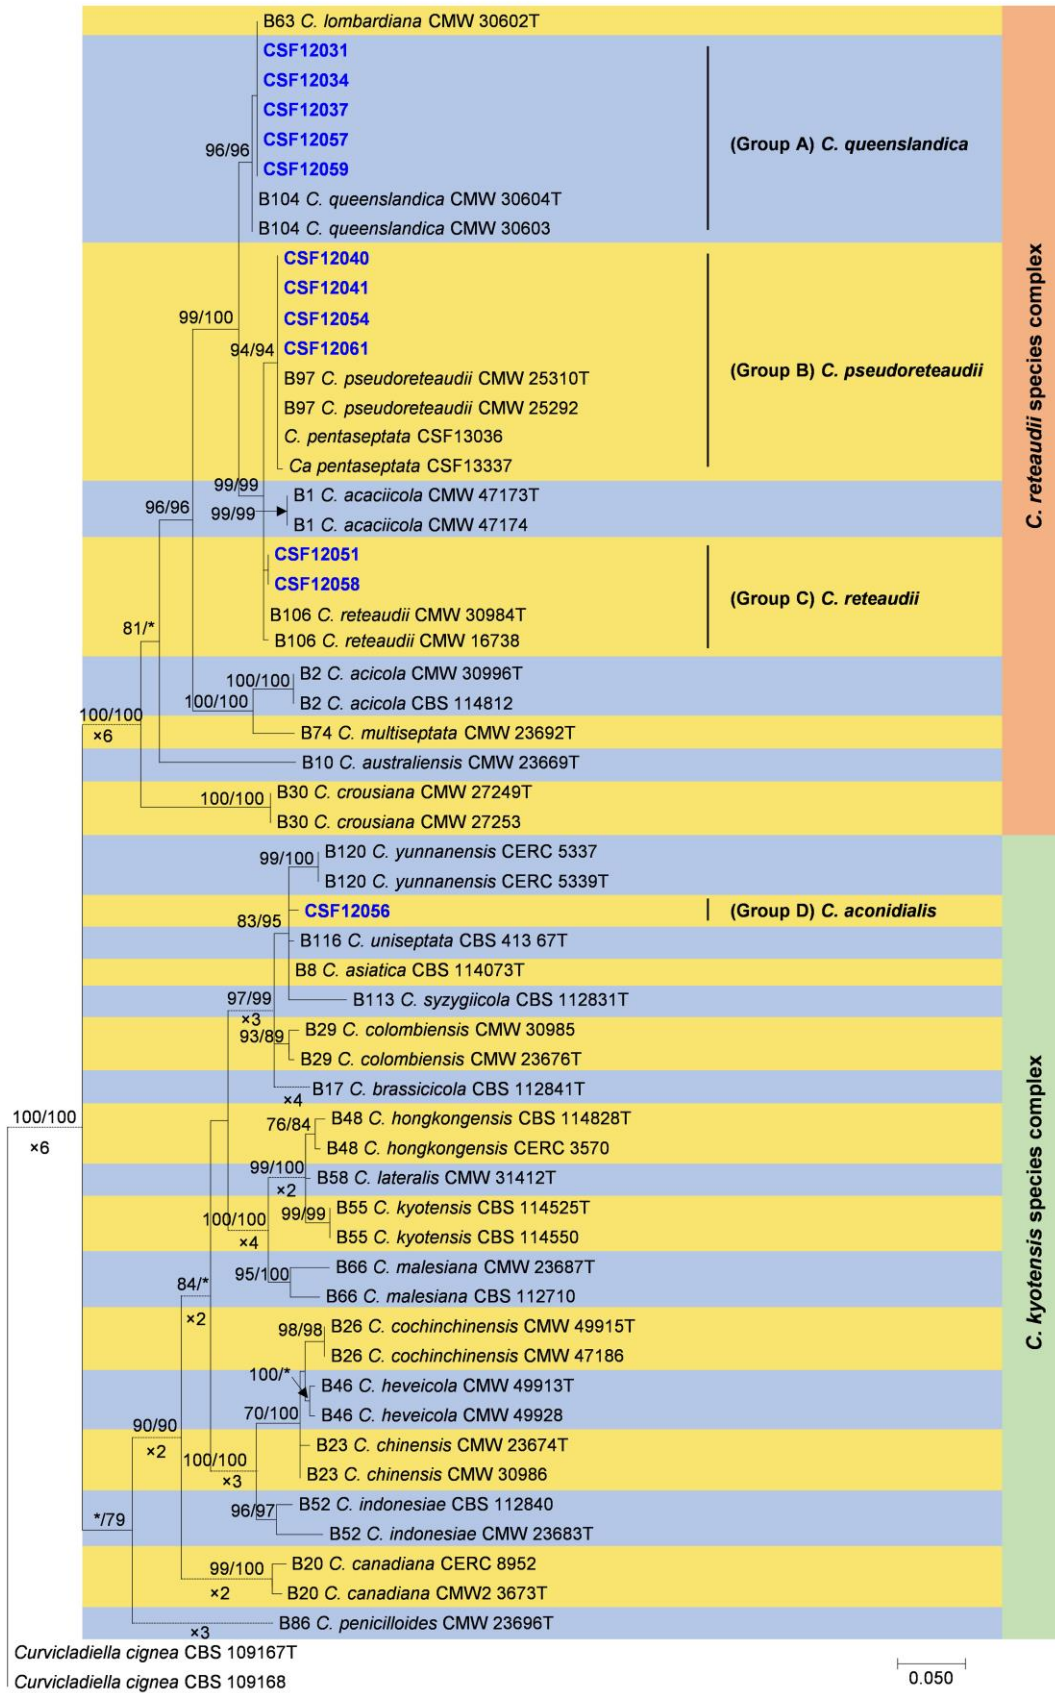 B63 C. lombardiana CMW 30602T
CSF12031
CSF12034
CSF12037
CSF12057
CSF12059
(Group A) C. queenslandica
96/96
B104 C. queenslandica CMW 30604T
B104 C. queenslandica CMW 30603
CSF12040
CSF12041
CSF12054
CSF12061
99/100
94/94
(Group B) C. pseudoreteaudii
B97 C. pseudoreteaudii CMW 25310T
B97 C. pseudoreteaudii CMW 25292
C. pentaseptata CSF13036
Ca pentaseptata CSF13337
C. reteaudii species complex
99/99
B1 C. acaciicola CMW 47173T
96/96
99/99
B1 C. acaciicola CMW 47174
CSF12051
CSF12058
(Group C) C. reteaudii
B106 C. reteaudii CMW 30984T
81/*
B106 C. reteaudii CMW 16738
100/100
B2 C. acicola CMW 30996T
100/100
B2 C. acicola CBS 114812
100/100
×6
B74 C. multiseptata CMW 23692T
B10 C. australiensis CMW 23669T
100/100
B30 C. crousiana CMW 27249T
B30 C. crousiana CMW 27253
99/100
B120 C. yunnanensis CERC 5337
B120 C. yunnanensis CERC 5339T
CSF12056
(Group D) C. aconidialis
83/95
B116 C. uniseptata CBS 413 67T
B8 C. asiatica CBS 114073T
97/99
×3
B113 C. syzygiicola CBS 112831T
93/89
B29 C. colombiensis CMW 30985
B29 C. colombiensis CMW 23676T
B17 C. brassicicola CBS 112841T
×4
100/100
×6
76/84
B48 C. hongkongensis CBS 114828T
B48 C. hongkongensis CERC 3570
99/100
×2
B58 C. lateralis CMW 31412T
99/99
B55 C. kyotensis CBS 114525T
B55 C. kyotensis CBS 114550
100/100
×4
C. kyotensis species complex
95/100
B66 C. malesiana CMW 23687T
B66 C. malesiana CBS 112710
84/*
×2
98/98
B26 C. cochinchinensis CMW 49915T
B26 C. cochinchinensis CMW 47186
100/*
B46 C. heveicola CMW 49913T
B46 C. heveicola CMW 49928
70/100
90/90
×2
B23 C. chinensis CMW 23674T
B23 C. chinensis CMW 30986
100/100
×3
96/97
B52 C. indonesiae CBS 112840
B52 C. indonesiae CMW 23683T
*/79
99/100
×2
B20 C. canadiana CERC 8952
B20 C. canadiana CMW2 3673T
B86 C. penicilloides CMW 23696T
×3
Curvicladiella cignea CBS 109167T
Curvicladiella cignea CBS 109168
0.050